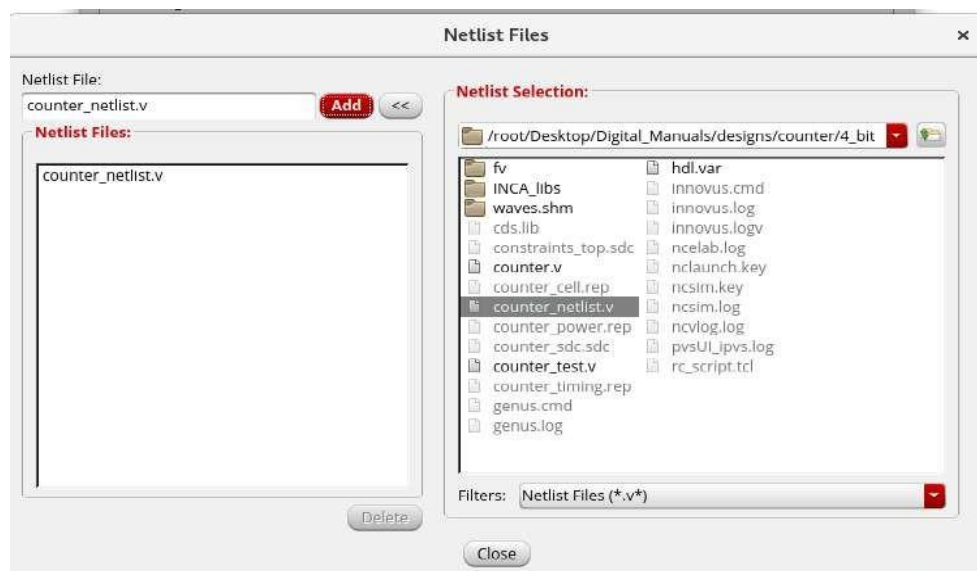 Netlist Files
×
Netlist File:
counter_netlist.v
Add
<<
Netlist Files:
counter_netlist.v
Delete
Netlist Selection:
/root/Desktop/Digital_Manuals/designs/counter/4_bit
fv
INCA_libs
waves.shm
cds.lib
constraints_top.sdc
counter.v
counter_cell.rep
counter_netlist.v
counter_power.rep
counter_sdc.sdc
counter_test.v
counter_timing.rep
genus.cmd
genus.log
hdl.var
innovus.cmd
innovus.log
innovus.logv
ncelab.log
nclaunch.key
ncsim.key
ncsim.log
ncvlog.log
pvsUI_ipvs.log
rc_script.tcl
Filters: Netlist Files (*.v*)
Close